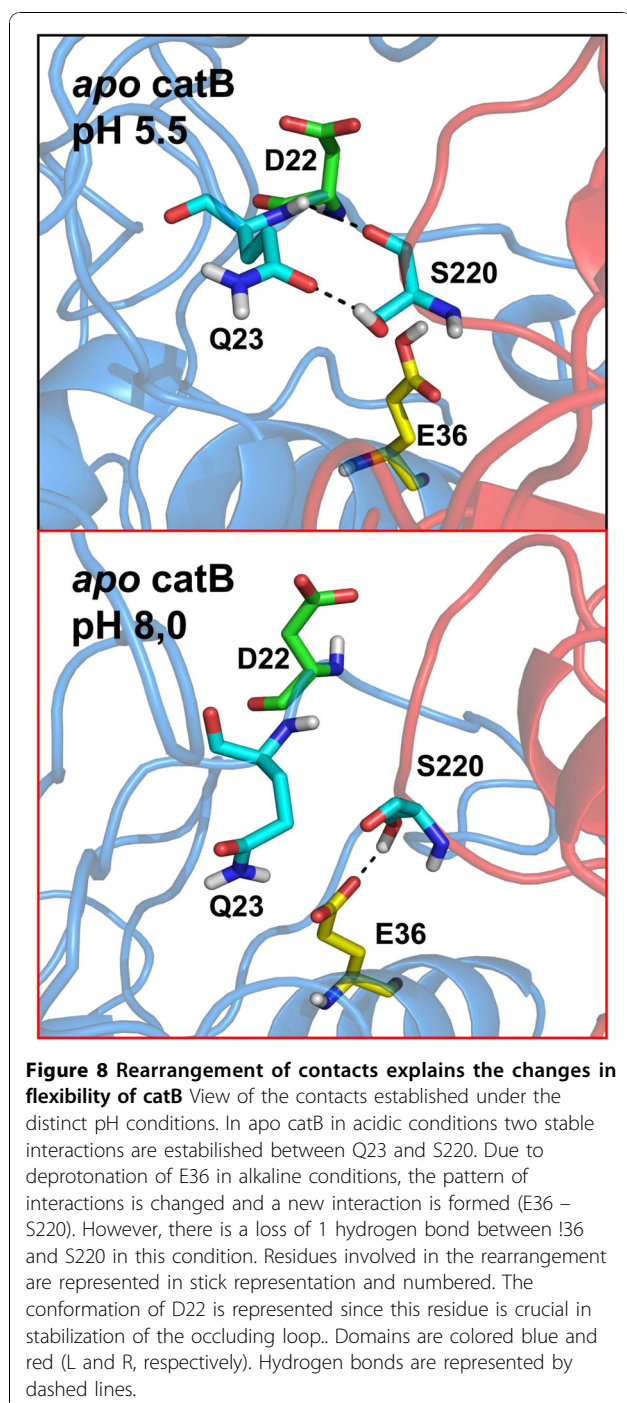 apo catB
pH 5.5
D22
S220
Q23
E36
apo catB
pH 8,0
D22
S220
Q23
E36
Figure 8 Rearrangement of contacts explains the changes in
flexibility of catB View of the contacts established under the
distinct pH conditions. In apo catB in acidic conditions two stable
interactions are estabilished between Q23 and S220. Due to
deprotonation of E36 in alkaline conditions, the pattern of
interactions is changed and a new interaction is formed (E36 –
S220). However, there is a loss of 1 hydrogen bond between !36
and S220 in this condition. Residues involved in the rearrangement
are represented in stick representation and numbered. The
conformation of D22 is represented since this residue is crucial in
stabilization of the occluding loop.. Domains are colored blue and
red (L and R, respectively). Hydrogen bonds are represented by
dashed lines.